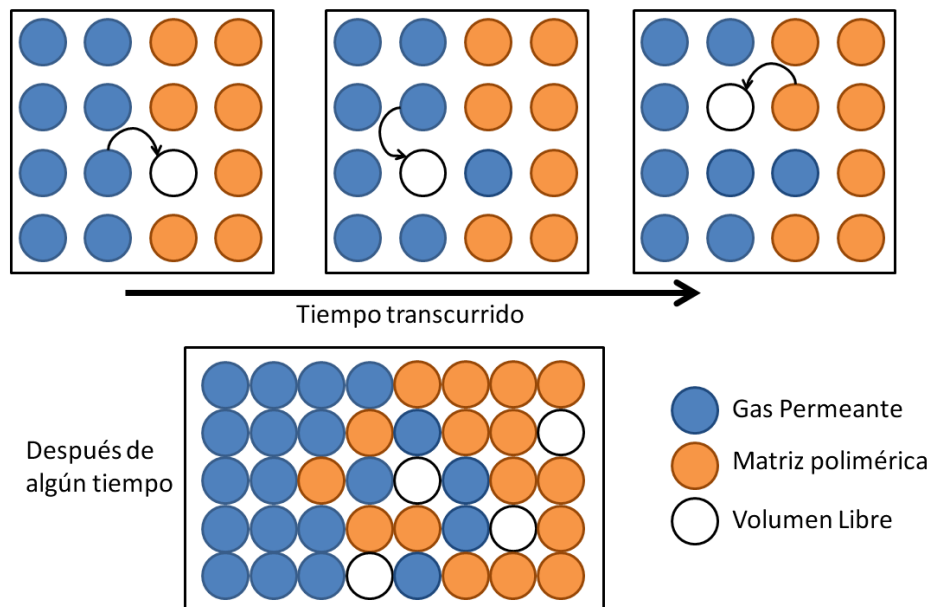 Tiempo transcurrido
Después de
algún tiempo
Gas Permeante
Matriz polimérica
Volumen Libre